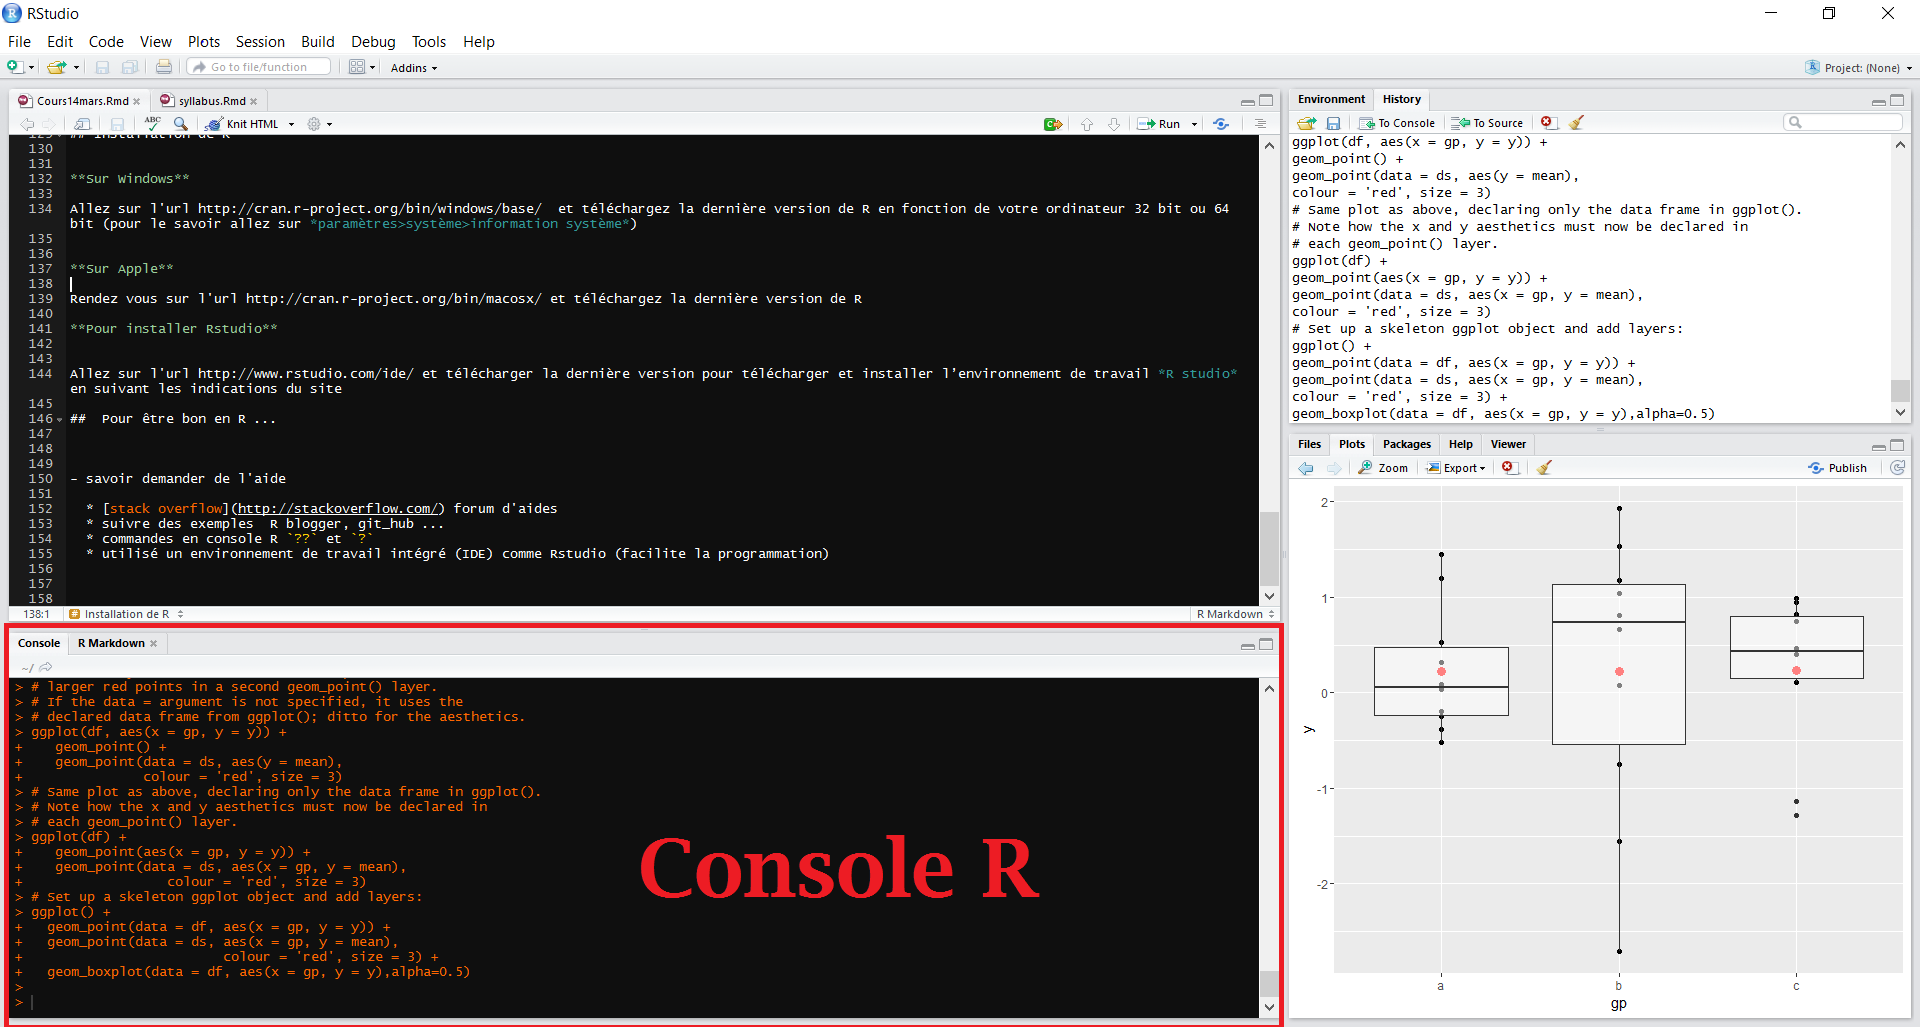 RStudio
File Edit Code View Plots Session Build Debug Tools Help
Go to file/function Addins Project: (None)
Cours14mars.Rmd syllabus.Rmd
ABC Knit HTML Run
129 ## Installation de R
130
131
132 **Sur Windows**
133
134 Allez sur l'url http://cran.r-project.org/bin/windows/base/  et téléchargez la dernière version de R en fonction de votre ordinateur 32 bit ou 64
bit (pour le savoir allez sur *paramètres>système>information système*)
135
136
137 **Sur Apple**
138
139 Rendez vous sur l'url http://cran.r-project.org/bin/macosx/ et téléchargez la dernière version de R
140
141 **Pour installer Rstudio**
142
143
144 Allez sur l'url http://www.rstudio.com/ide/ et télécharger la dernière version pour télécharger et installer l'environnement de travail *R studio*
en suivant les indications du site
145
146 ##  Pour être bon en R ...
147
148
149
150 - savoir demander de l'aide
151
152   * [stack overflow](http://stackoverflow.com/) forum d'aides
153   * suivre des exemples  R blogger, git_hub ...
154   * commandes en console R `??` et `?`
155   * utilisé un environnement de travail intégré (IDE) comme Rstudio (facilite la programmation)
156
157
158
138:1 # Installation de R R Markdown
Console R Markdown
~/
> # larger red points in a second geom_point() layer.
> # If the data = argument is not specified, it uses the
> # declared data frame from ggplot(); ditto for the aesthetics.
> ggplot(df, aes(x = gp, y = y)) +
+    geom_point() +
+    geom_point(data = ds, aes(y = mean),
+               colour = 'red', size = 3)
> # Same plot as above, declaring only the data frame in ggplot().
> # Note how the x and y aesthetics must now be declared in
> # each geom_point() layer.
> ggplot(df) +
+    geom_point(aes(x = gp, y = y)) +
+    geom_point(data = ds, aes(x = gp, y = mean),
+                  colour = 'red', size = 3)
> # Set up a skeleton ggplot object and add layers:
> ggplot() +
+   geom_point(data = df, aes(x = gp, y = y)) +
+   geom_point(data = ds, aes(x = gp, y = mean),
+                         colour = 'red', size = 3) +
+   geom_boxplot(data = df, aes(x = gp, y = y),alpha=0.5)
>
>
Console R
Environment History
To Console To Source
ggplot(df, aes(x = gp, y = y)) +
geom_point() +
geom_point(data = ds, aes(y = mean),
colour = 'red', size = 3)
# Same plot as above, declaring only the data frame in ggplot().
# Note how the x and y aesthetics must now be declared in
# each geom_point() layer.
ggplot(df) +
geom_point(aes(x = gp, y = y)) +
geom_point(data = ds, aes(x = gp, y = mean),
colour = 'red', size = 3)
# Set up a skeleton ggplot object and add layers:
ggplot() +
geom_point(data = df, aes(x = gp, y = y)) +
geom_point(data = ds, aes(x = gp, y = mean),
colour = 'red', size = 3) +
geom_boxplot(data = df, aes(x = gp, y = y),alpha=0.5)
Files Plots Packages Help Viewer
Zoom Export Publish
2
1
0
-1
-2
y
a b c
gp